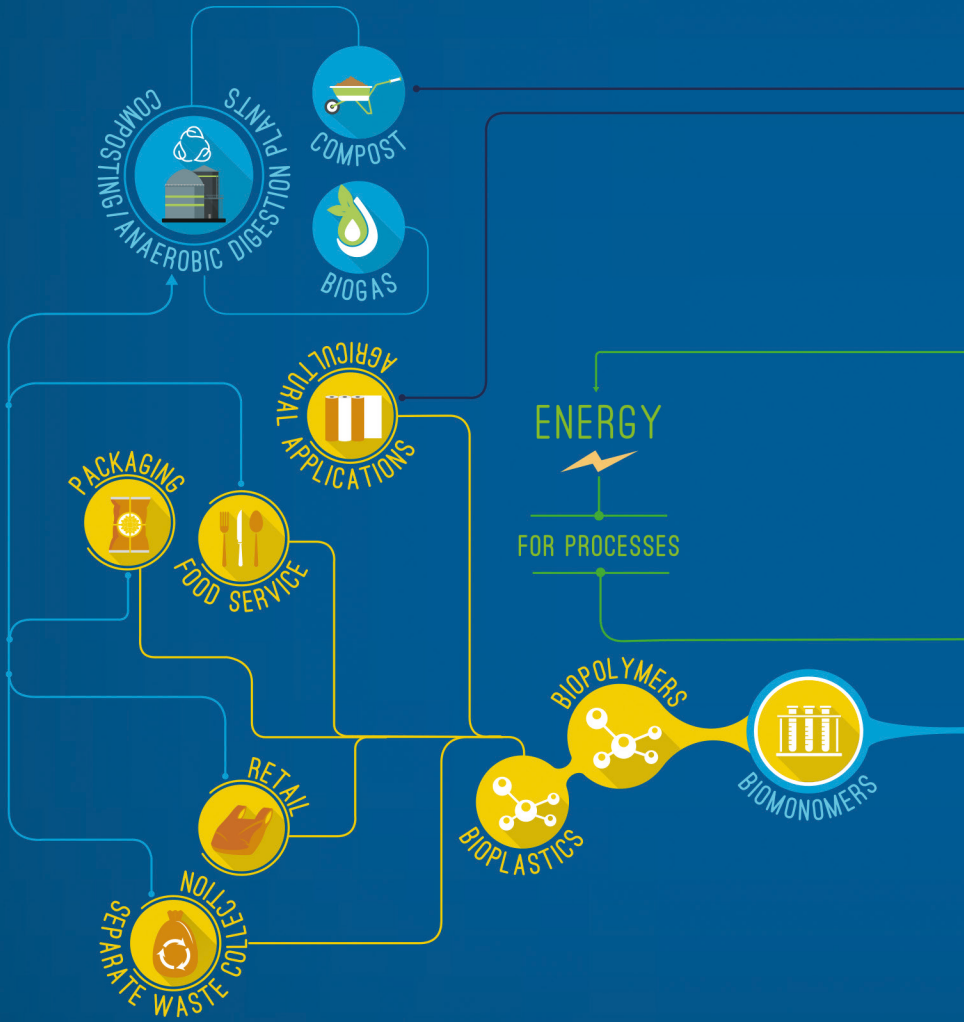 COMPOSTING/ANAEROBIC DIGESTION PLANTS
COMPOST
BIOGAS
AGRICULTURAL APPLICATIONS
ENERGY
FOR PROCESSES
PACKAGING
FOOD SERVICE
BIOPOLYMERS
BIOMONOMERS
BIOPLASTICS
RETAIL
SEPARATE WASTE COLLECTION